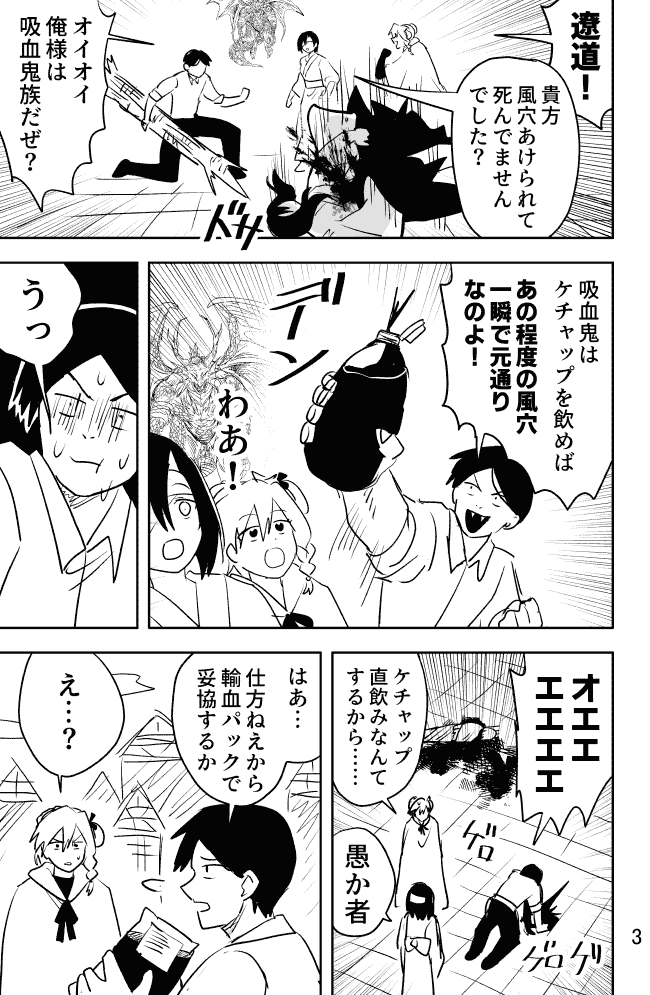 遼道！
貴方
風穴あけられて
死んでません
でした？
オイオイ
俺様は
吸血鬼族だぜ？
ドサ
吸血鬼は
ケチャップを飲めば
あの程度の風穴
一瞬で元通り
なのよ！
デーン
わあ！
うっ
オエエ
エエエエ
ケチャップ
直飲みなんて
するから……
ゲロ
愚か者
ゲロゲ
はあ…
仕方ねえから
輸血パックで
妥協するか
え…？
3